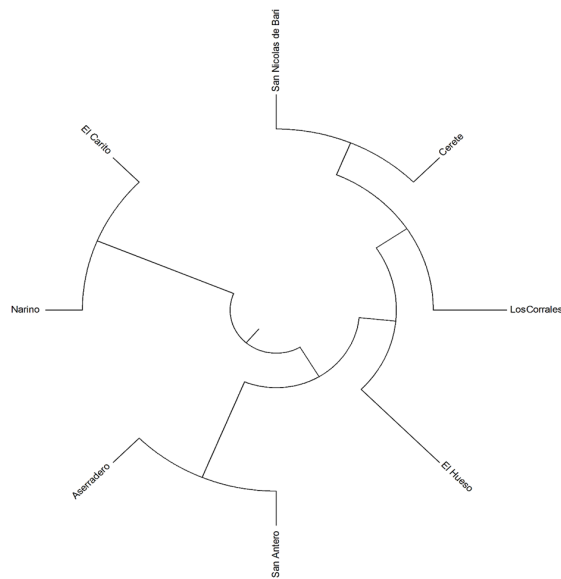 San Nicolas de Bari
El Carito
Cerete
Narino
LosCorrales
Aserradero
El Hueso
San Antero